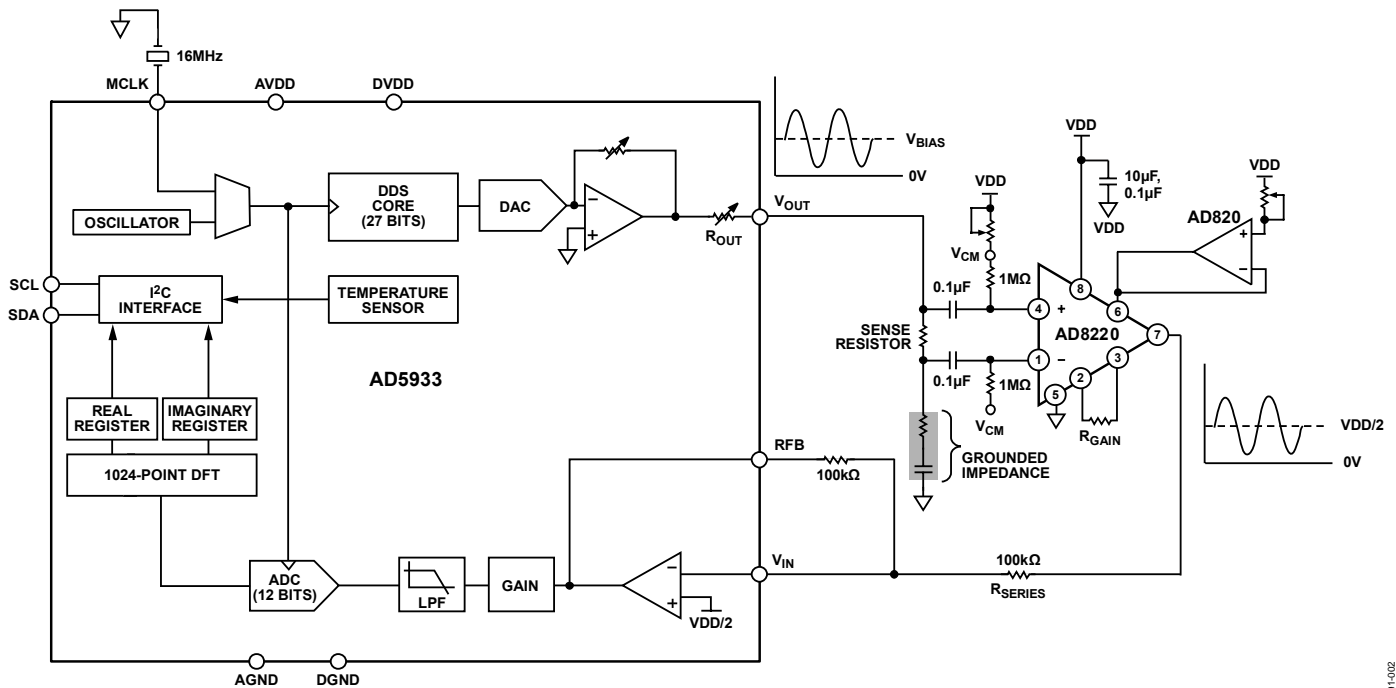 16MHz
MCLK
AVDD
DVDD
OSCILLATOR
DDS
CORE
(27 BITS)
DAC
−
+
ROUT
VOUT
VBIAS
0V
SCL
SDA
I2C
INTERFACE
TEMPERATURE
SENSOR
AD5933
REAL
REGISTER
IMAGINARY
REGISTER
1024-POINT DFT
ADC
(12 BITS)
LPF
GAIN
−
+
VDD/2
RFB
VIN
AGND
DGND
100kΩ
100kΩ
RSERIES
SENSE
RESISTOR
0.1µF
0.1µF
VDD
VCM
1MΩ
1MΩ
VCM
GROUNDED
IMPEDANCE
VDD
10µF,
0.1µF
VDD
AD820
VDD
+
−
4
+
1
−
8
6
7
3
2
5
AD8220
RGAIN
VDD/2
0V